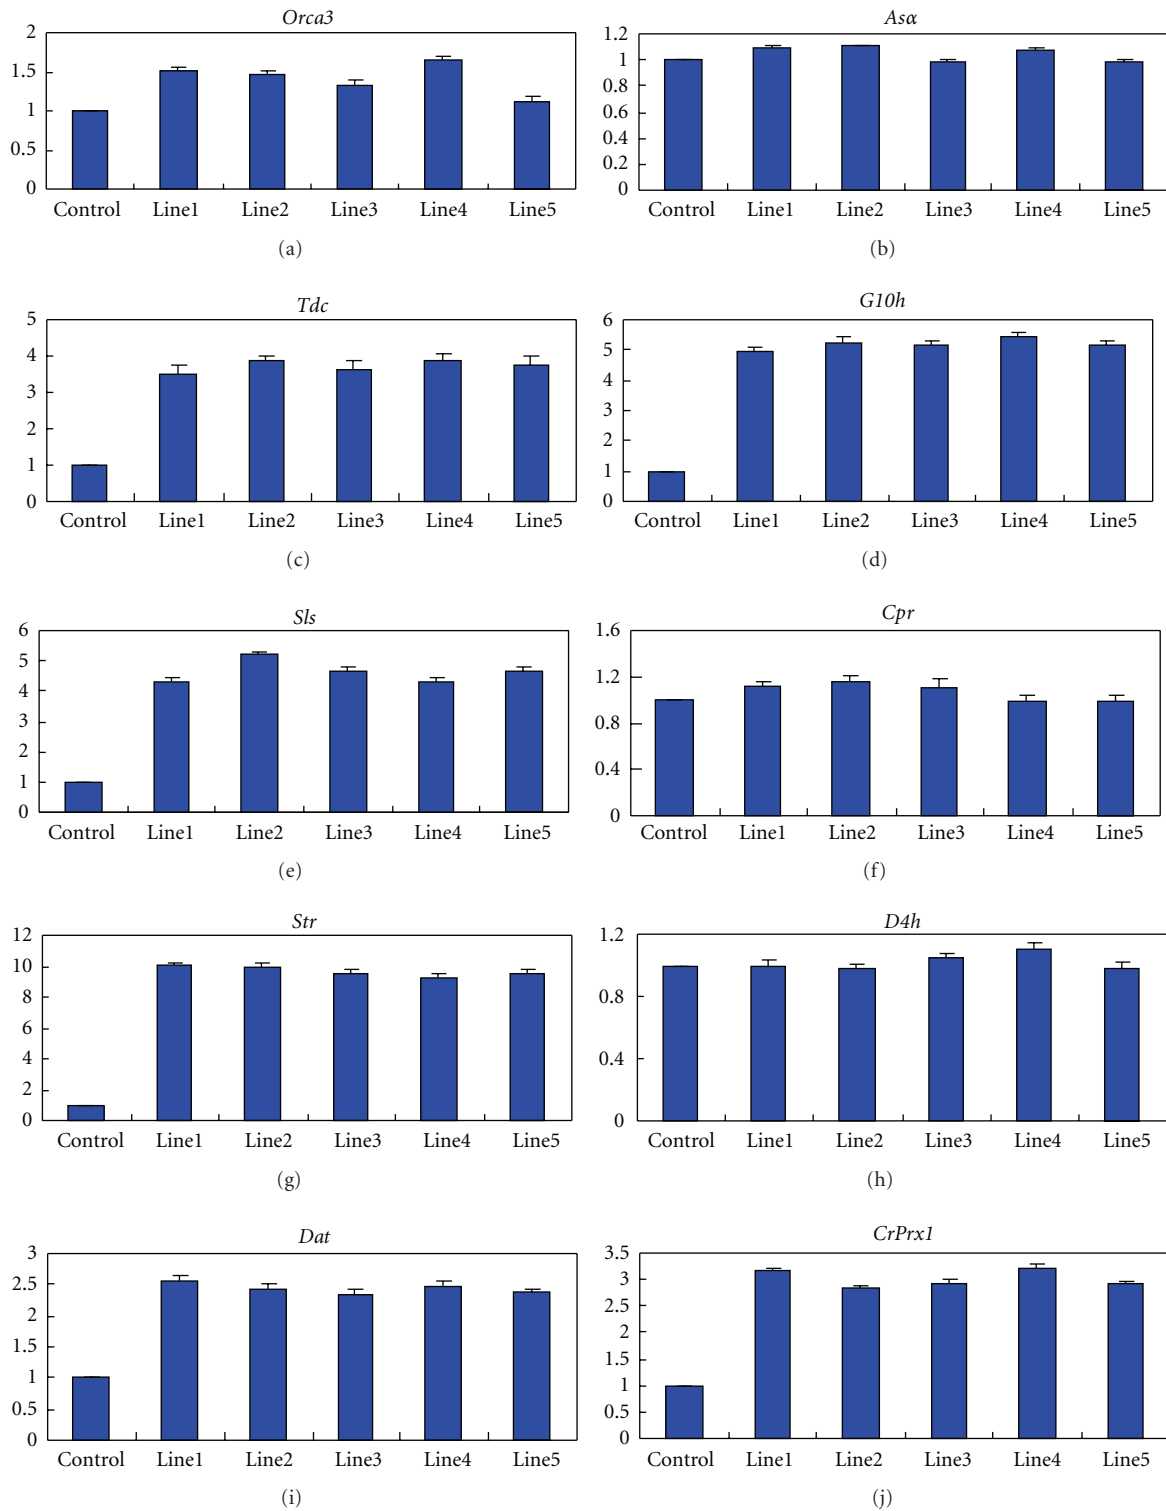 Orca3
2
1.5
1
0.5
0
Control Line1 Line2 Line3 Line4 Line5
(a)
Asα
1.2
1
0.8
0.6
0.4
0.2
0
Control Line1 Line2 Line3 Line4 Line5
(b)
Tdc
5
4
3
2
1
0
Control Line1 Line2 Line3 Line4 Line5
(c)
G10h
6
5
4
3
2
1
0
Control Line1 Line2 Line3 Line4 Line5
(d)
Sls
6
5
4
3
2
1
0
Control Line1 Line2 Line3 Line4 Line5
(e)
Cpr
1.6
1.2
0.8
0.4
0
Control Line1 Line2 Line3 Line4 Line5
(f)
Str
12
10
8
6
4
2
0
Control Line1 Line2 Line3 Line4 Line5
(g)
D4h
1.2
0.8
0.4
0
Control Line1 Line2 Line3 Line4 Line5
(h)
Dat
3
2.5
2
1.5
1
0.5
0
Control Line1 Line2 Line3 Line4 Line5
(i)
CrPrx1
3.5
3
2.5
2
1.5
1
0.5
0
Control Line1 Line2 Line3 Line4 Line5
(j)